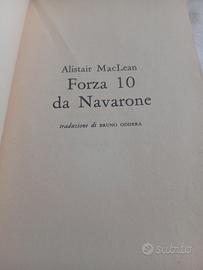 Alistair MacLean
Forza 10
da Navarone
traduzione di BRUNO ODDERA
subito